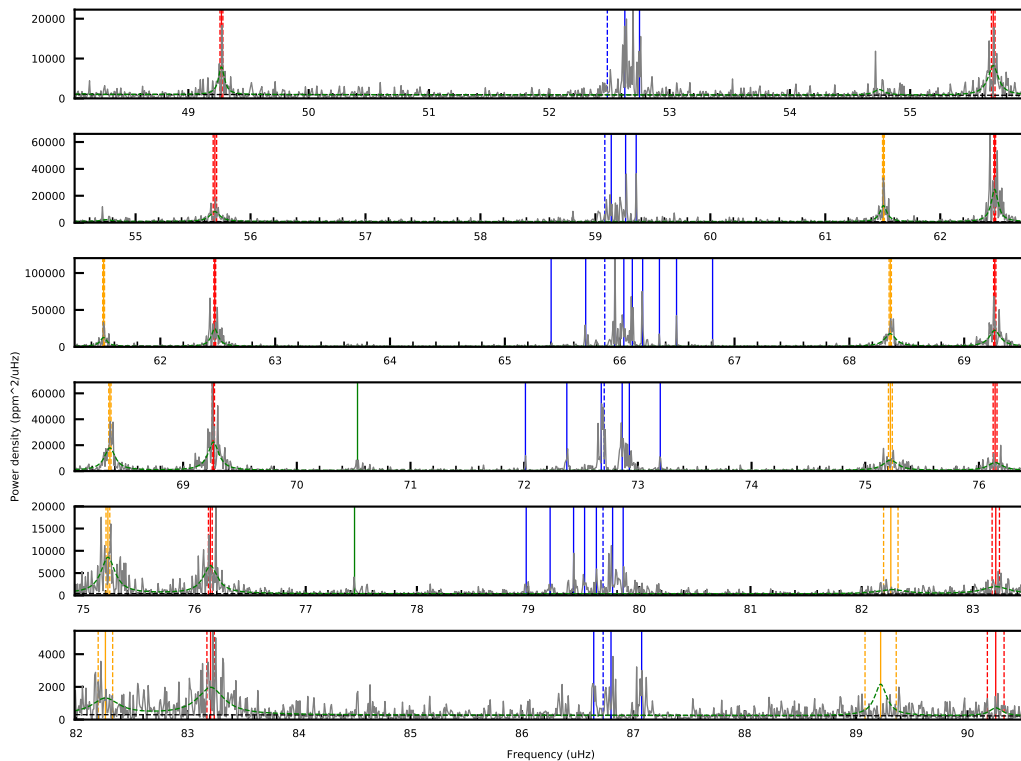 20000
10000
0
49 50 51 52 53 54 55
60000
40000
20000
0
55 56 57 58 59 60 61 62
100000
50000
0
62 63 64 65 66 67 68 69
60000
40000
20000
0
69 70 71 72 73 74 75 76
Power density (ppm^2/uHz)
20000
15000
10000
5000
0
75 76 77 78 79 80 81 82 83
4000
2000
0
82 83 84 85 86 87 88 89 90
Frequency (uHz)